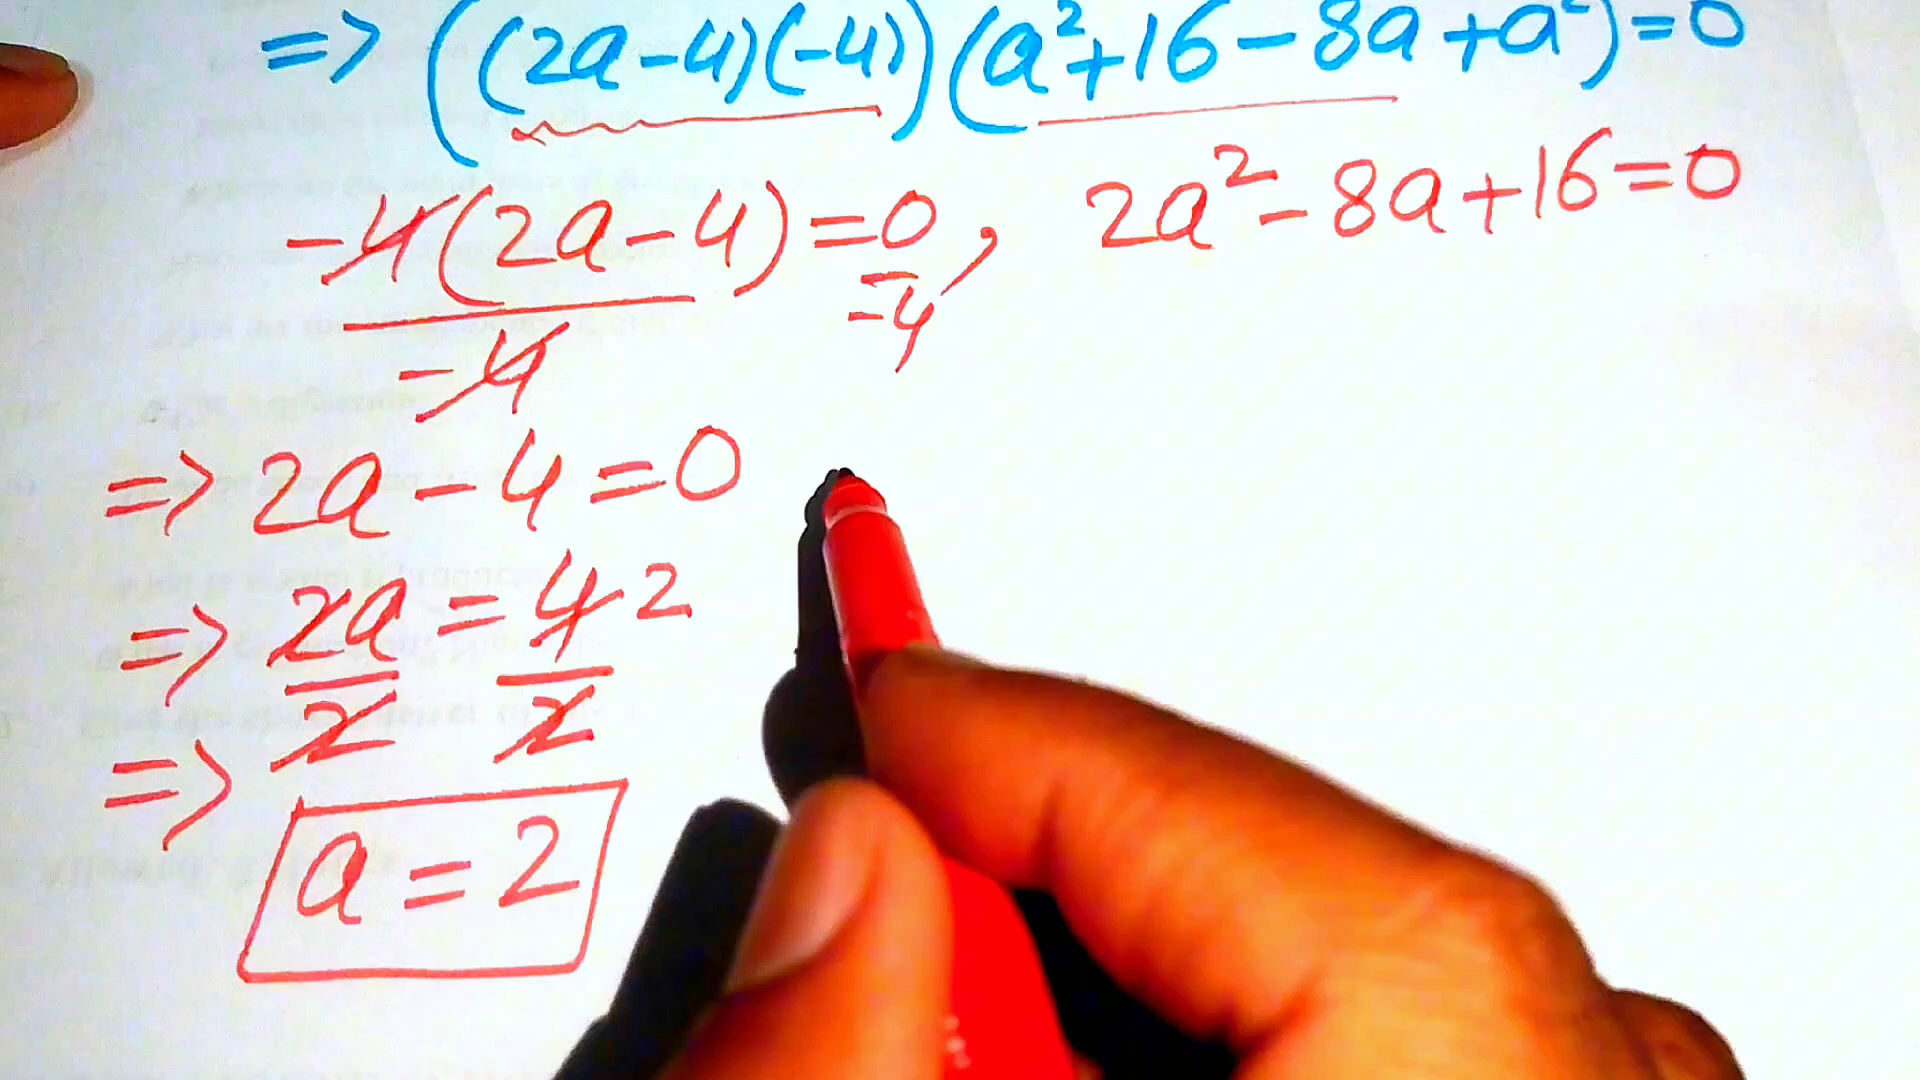 => ((2a-4)(-4))(a²+16-8a+a²)=0
-4(2a-4)=0, 2a²-8a+16=0
-4 -4
=> 2a-4=0
=> 2a = 4 2
2 2
=> a=2